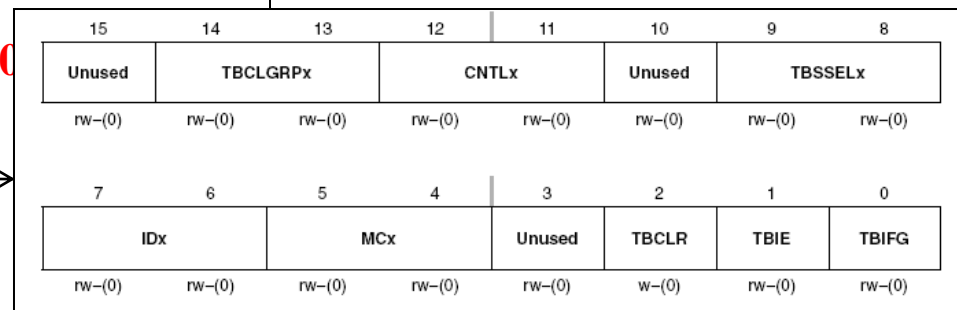 15 14 13 12 11 10 9 8
0
Unused TBCLGRPx CNTLx Unused TBSSELx
rw–(0) rw–(0) rw–(0) rw–(0) rw–(0) rw–(0) rw–(0) rw–(0)
7 6 5 4 3 2 1 0
IDx MCx Unused TBCLR TBIE TBIFG
rw–(0) rw–(0) rw–(0) rw–(0) rw–(0) w–(0) rw–(0) rw–(0)